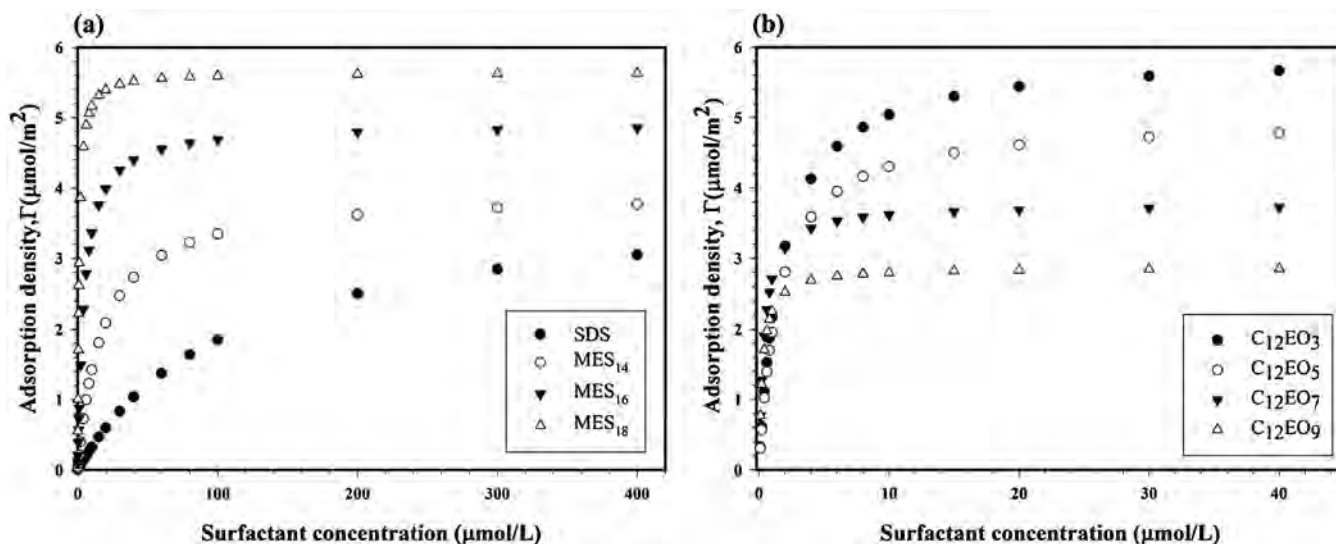 (a)
Adsorption density, Γ(μmol/m²)
6
5
4
3
2
1
0
0 100 200 300 400
Surfactant concentration (μmol/L)
SDS
MES₁₄
MES₁₆
MES₁₈
(b)
Adsorption density, Γ(μmol/m²)
6
5
4
3
2
1
0
0 10 20 30 40
Surfactant concentration (μmol/L)
C₁₂EO₃
C₁₂EO₅
C₁₂EO₇
C₁₂EO₉